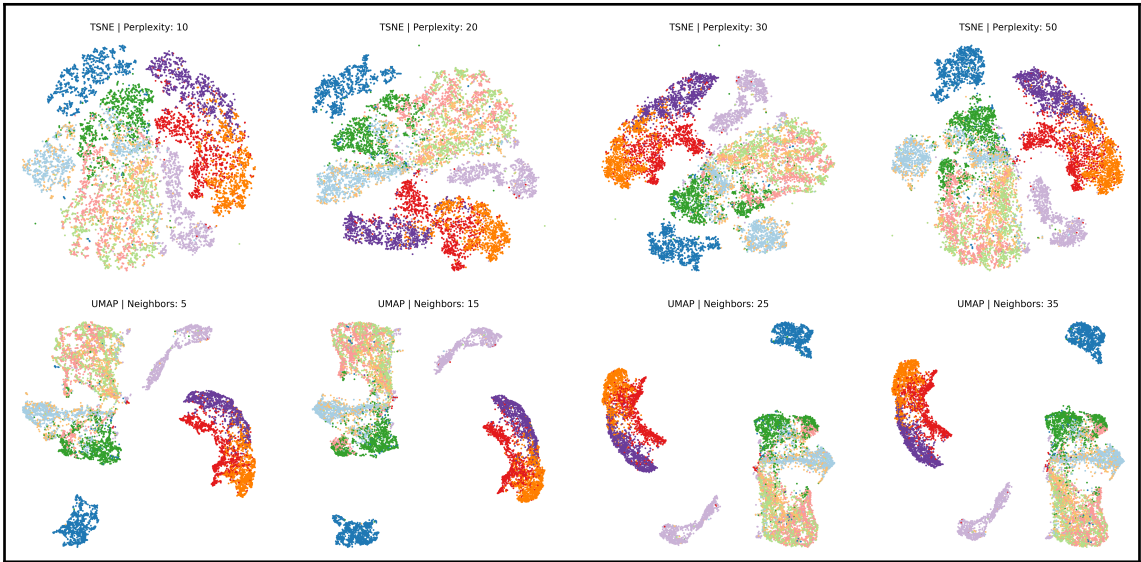 TSNE | Perplexity: 10
TSNE | Perplexity: 20
TSNE | Perplexity: 30
TSNE | Perplexity: 50
UMAP | Neighbors: 5
UMAP | Neighbors: 15
UMAP | Neighbors: 25
UMAP | Neighbors: 35